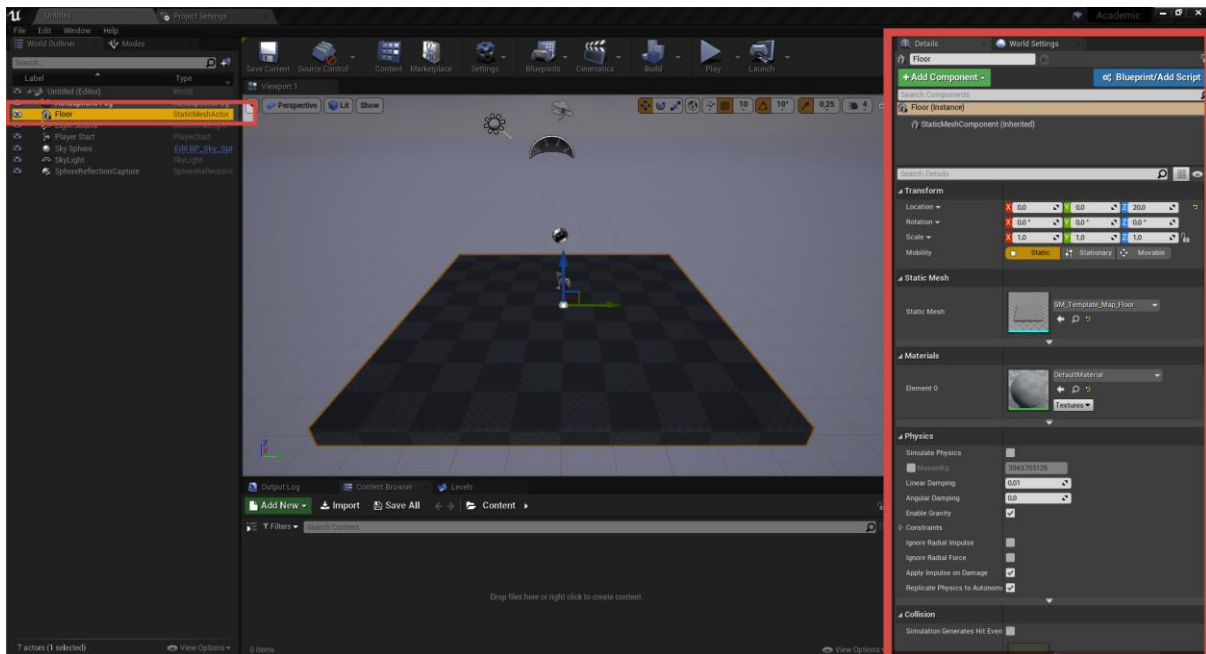 Untitled
Project Settings
Academic
File Edit Window Help
World Outliner
Modes
Search...
Label
Type
Untitled (Editor)
World
Floor
StaticMeshActor
Player Start
PlayerStart
Sky Sphere
Edit BP_Sky_Sph
SkyLight
SkyLight
SphereReflectionCapture
SphereReflectionC
7 actors (1 selected)
View Options
Save Current
Source Control
Content
Marketplace
Settings
Blueprints
Cinematics
Build
Play
Launch
Viewport 1
Perspective
Lit
Show
10
10°
0,25
4
Output Log
Content Browser
Levels
Add New
Import
Save All
Content
Filters
Search Content
Drop files here or right click to create content.
0 items
View Options
Details
World Settings
Floor
+Add Component
Blueprint/Add Script
Search Components
Floor (Instance)
StaticMeshComponent (Inherited)
Search Details
Transform
Location X 0,0 Y 0,0 Z 20,0
Rotation X 0,0° Y 0,0° Z 0,0°
Scale X 1,0 Y 1,0 Z 1,0
Mobility Static Stationary Movable
Static Mesh
Static Mesh
SM_Template_Map_Floor
Materials
Element 0
DefaultMaterial
Textures
Physics
Simulate Physics
MassInKg 3343,703125
Linear Damping 0,01
Angular Damping 0,0
Enable Gravity
Constraints
Ignore Radial Impulse
Ignore Radial Force
Apply Impulse on Damage
Replicate Physics to Autonomo
Collision
Simulation Generates Hit Even